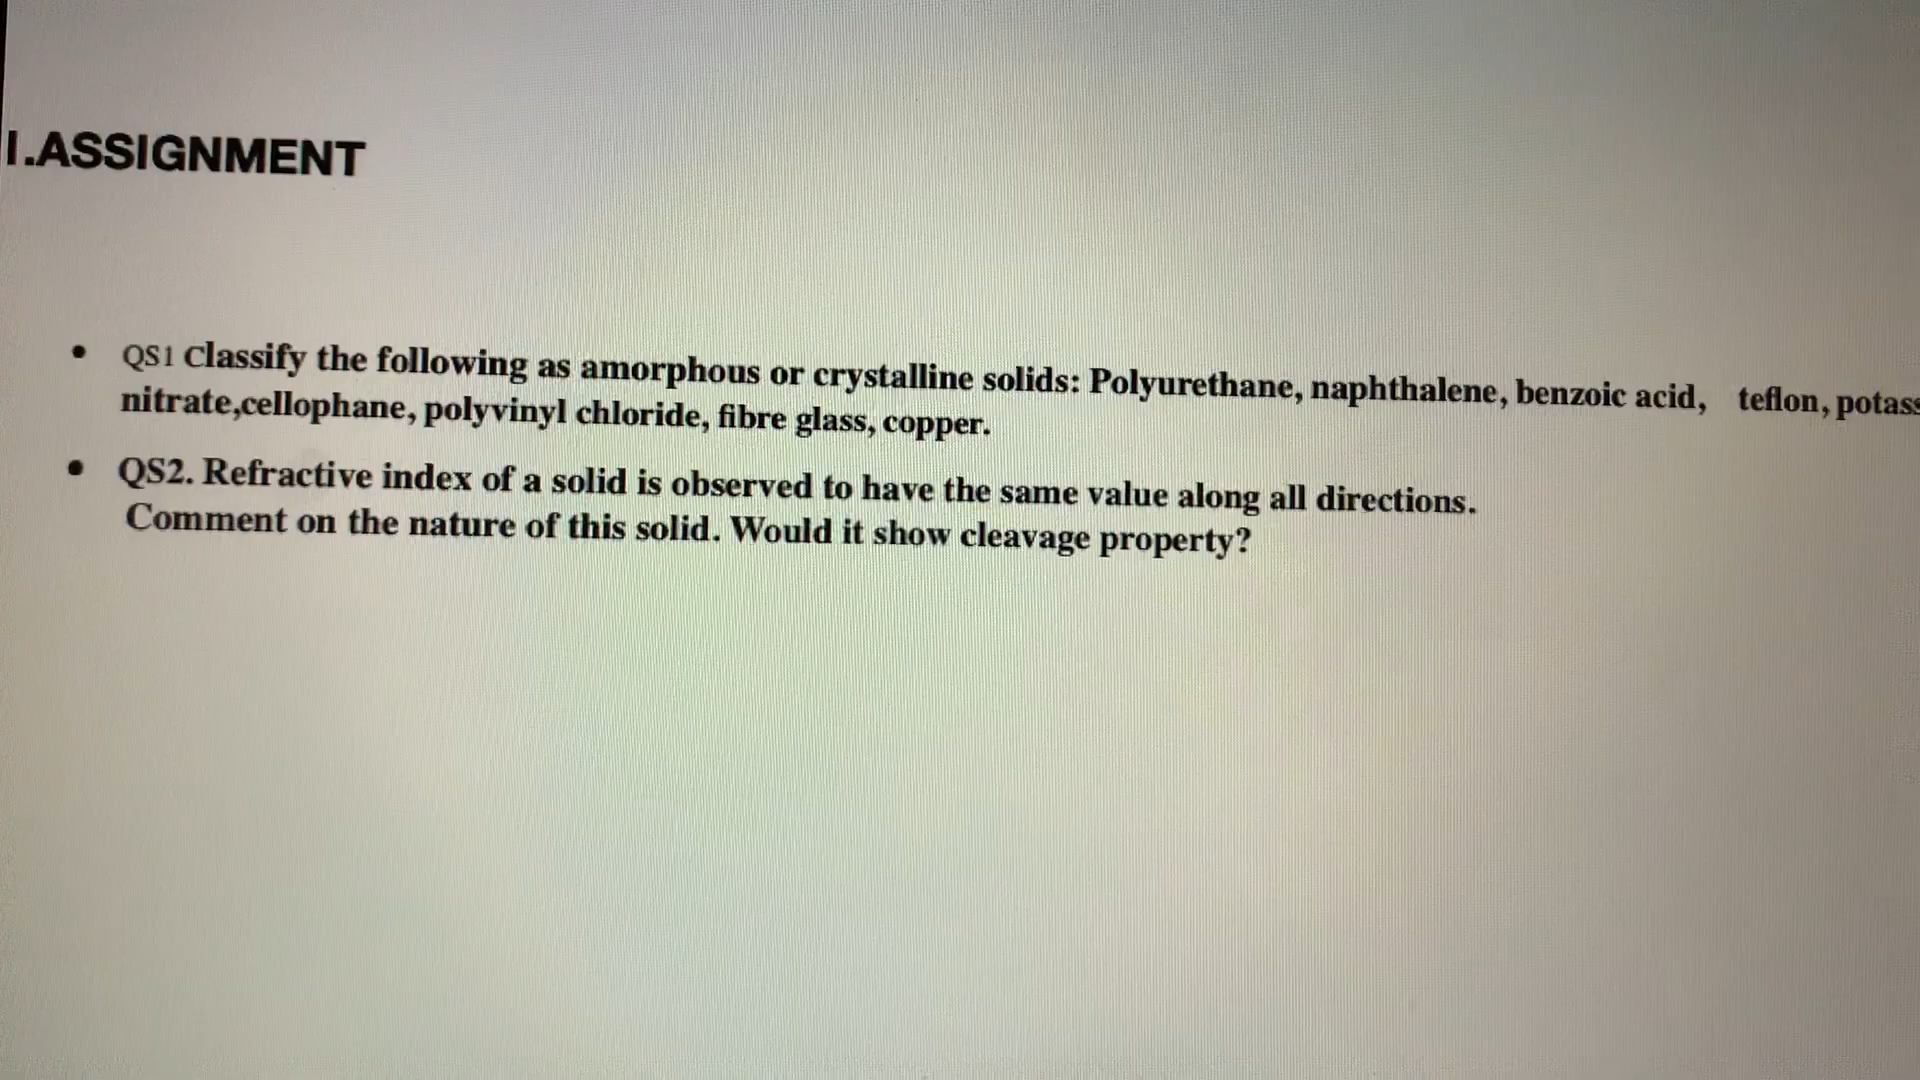 I.ASSIGNMENT
• QS1 Classify the following as amorphous or crystalline solids: Polyurethane, naphthalene, benzoic acid, teflon, potass
nitrate,cellophane, polyvinyl chloride, fibre glass, copper.
• QS2. Refractive index of a solid is observed to have the same value along all directions.
Comment on the nature of this solid. Would it show cleavage property?